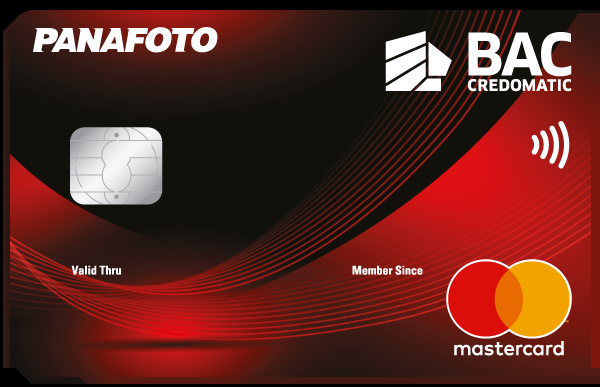 PANAFOTO
BAC
CREDOMATIC
Valid Thru
Member Since
mastercard